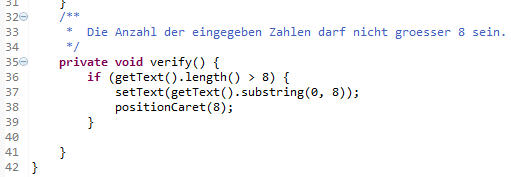 31 }
32 /**
33 * Die Anzahl der eingegeben Zahlen darf nicht groesser 8 sein.
34 */
35 private void verify() {
36 if (getText().length() > 8) {
37 setText(getText().substring(0, 8));
38 positionCaret(8);
39 }
40
41 }
42 }